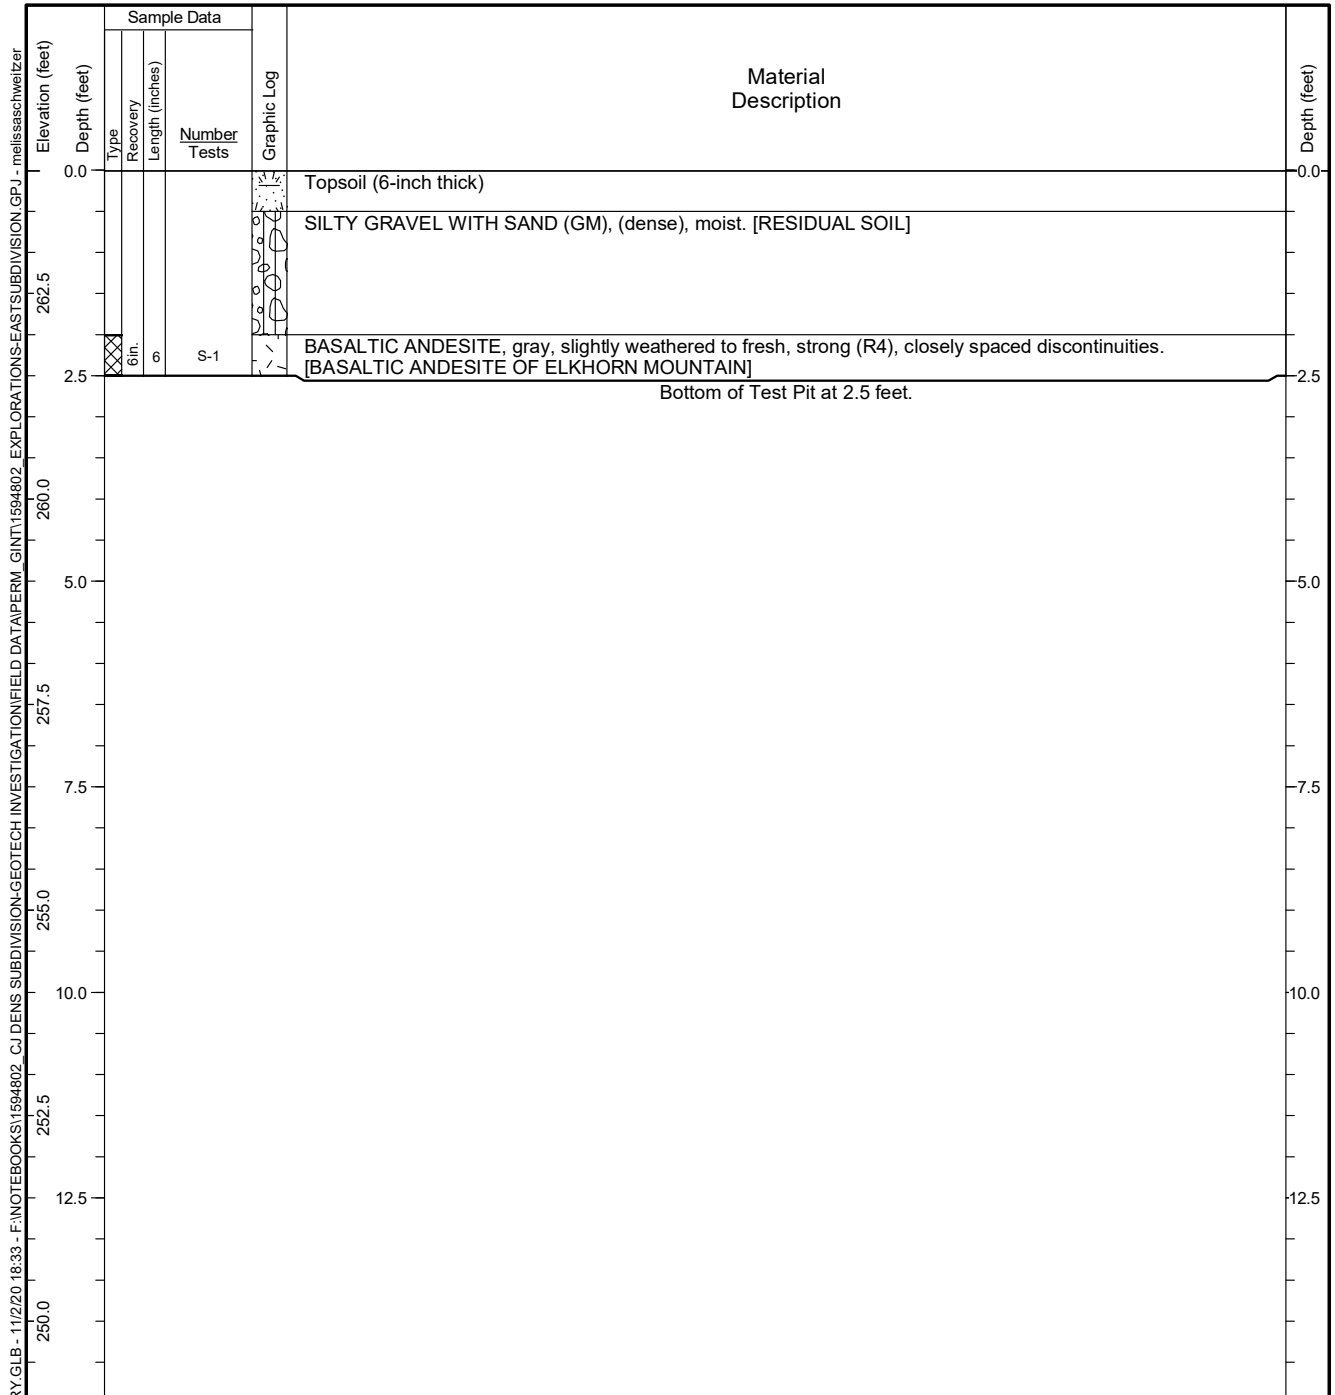 Sample Data
Elevation (feet)
Depth (feet)
Type
Recovery
Length (inches)
Number
Tests
Graphic Log
Material
Description
Depth (feet)
0.0
0.0
Topsoil (6-inch thick)
SILTY GRAVEL WITH SAND (GM), (dense), moist. [RESIDUAL SOIL]
262.5
6in.
6
S-1
BASALTIC ANDESITE, gray, slightly weathered to fresh, strong (R4), closely spaced discontinuities.
[BASALTIC ANDESITE OF ELKHORN MOUNTAIN]
2.5
2.5
Bottom of Test Pit at 2.5 feet.
260.0
5.0
5.0
257.5
7.5
7.5
255.0
10.0
10.0
252.5
12.5
12.5
250.0
RY.GLB - 11/2/20 18:33 - F:\NOTEBOOKS\1594802_CJ DENS SUBDIVISION-GEOTECH INVESTIGATION\FIELD DATA\PERM_GINT\1594802_EXPLORATIONS-EASTSUBDIVISION.GPJ - melissaschweitzer